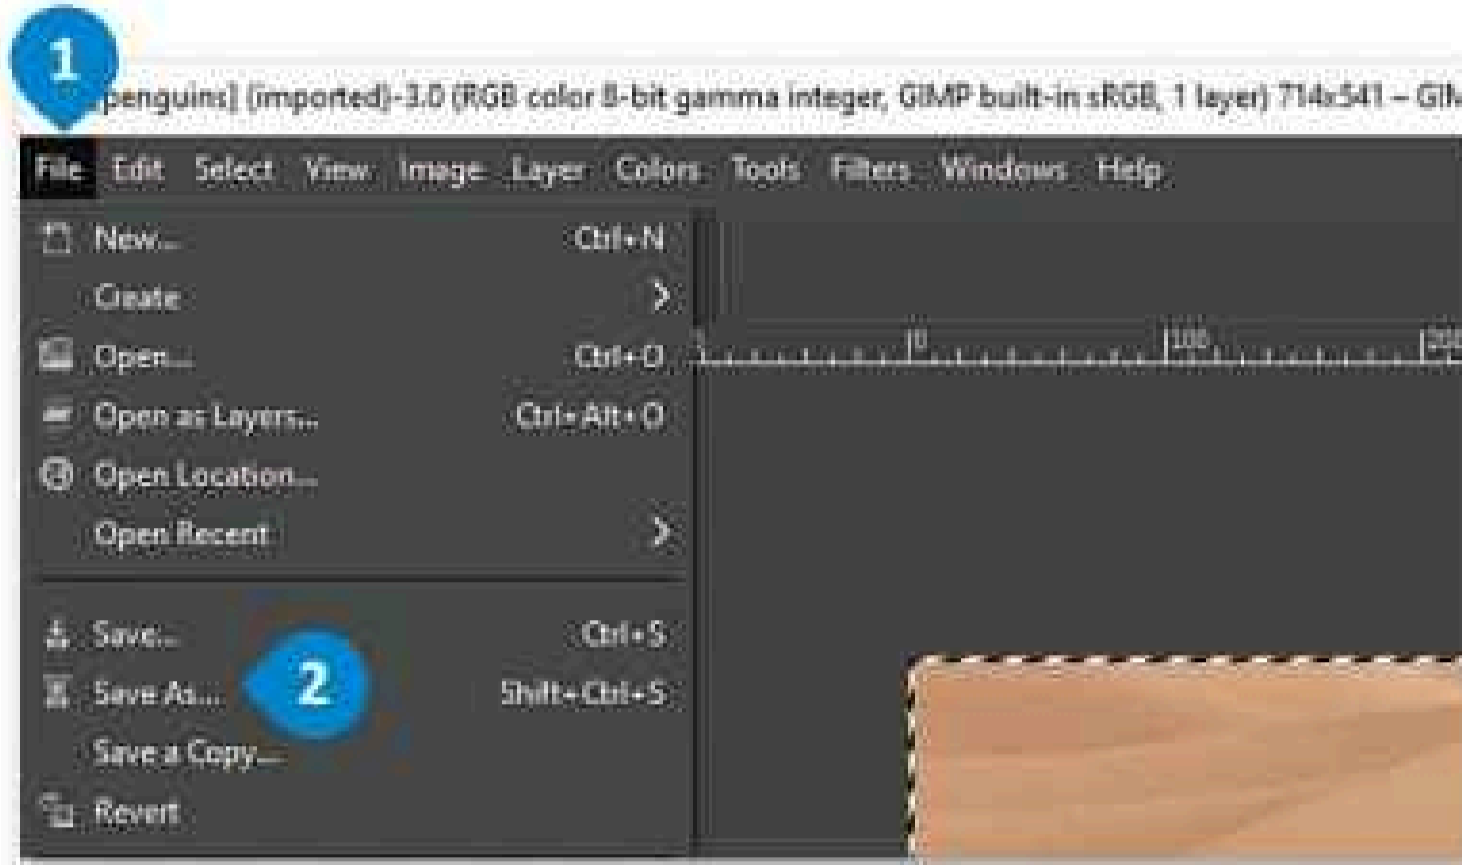 1
penguins] (imported)-3.0 (RGB color 8-bit gamma integer, GIMP built-in sRGB, 1 layer) 714x541 – GIM
File Edit Select View Image Layer Colors Tools Filters Windows Help
New... Ctrl+N
Create
Open... Ctrl+O
0 100 200
Open as Layers... Ctrl+Alt+O
Open Location...
Open Recent
Save... Ctrl+S
Save As... 2 Shift+Ctrl+S
Save a Copy...
Revert